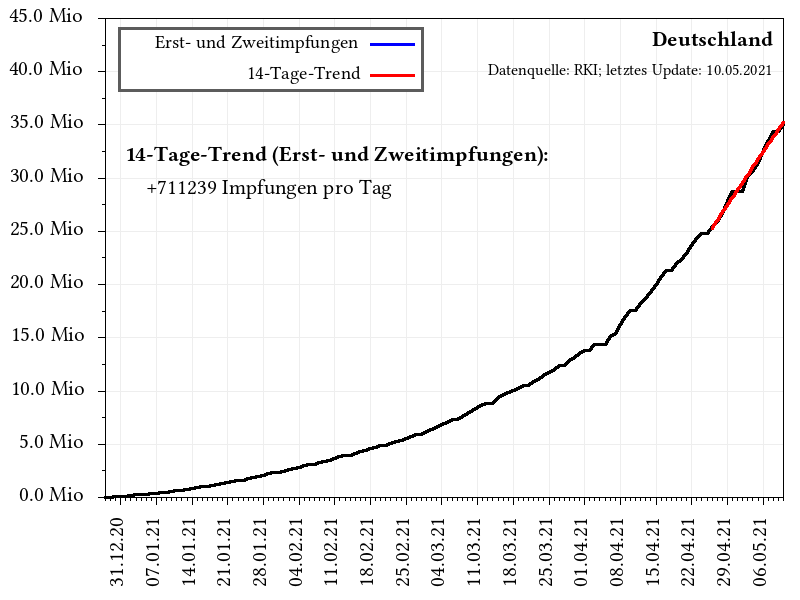 45.0 Mio
40.0 Mio
35.0 Mio
30.0 Mio
25.0 Mio
20.0 Mio
15.0 Mio
10.0 Mio
5.0 Mio
0.0 Mio
Erst- und Zweitimpfungen
14-Tage-Trend
Deutschland
Datenquelle: RKI; letztes Update: 10.05.2021
14-Tage-Trend (Erst- und Zweitimpfungen):
+711239 Impfungen pro Tag
31.12.20
07.01.21
14.01.21
21.01.21
28.01.21
04.02.21
11.02.21
18.02.21
25.02.21
04.03.21
11.03.21
18.03.21
25.03.21
01.04.21
08.04.21
15.04.21
22.04.21
29.04.21
06.05.21